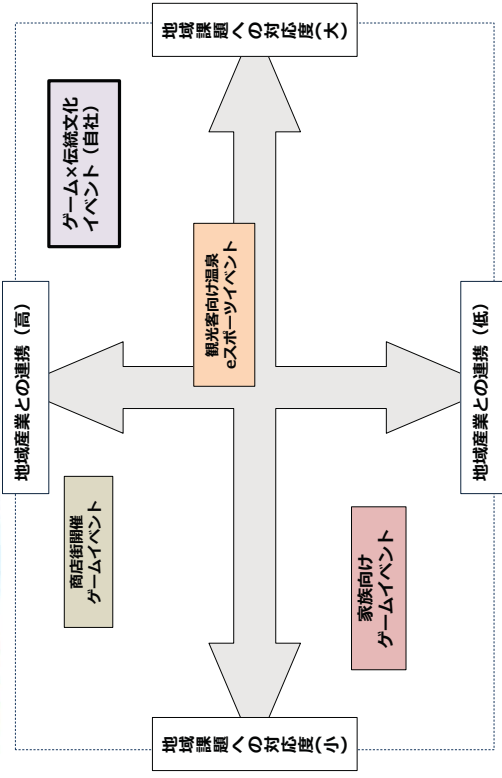 地域産業との連携（高）
ゲーム×伝統文化
イベント（自社）
商店街開催
ゲームイベント
地域課題への対応度(小)
観光客向け温泉
eスポーツイベント
地域課題への対応度(大)
家族向け
ゲームイベント
地域産業との連携（低）